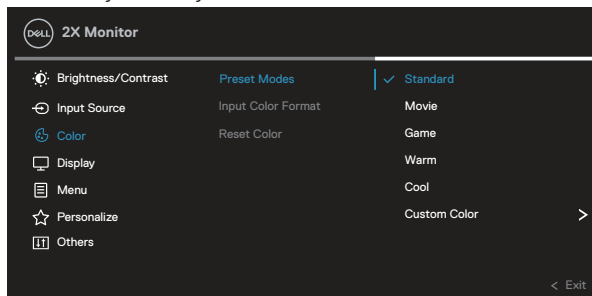 DELL 2X Monitor
Brightness/Contrast Preset Modes Standard
Input Source Input Color Format Movie
Color Reset Color Game
Display Warm
Menu Cool
Personalize Custom Color >
Others
< Exit